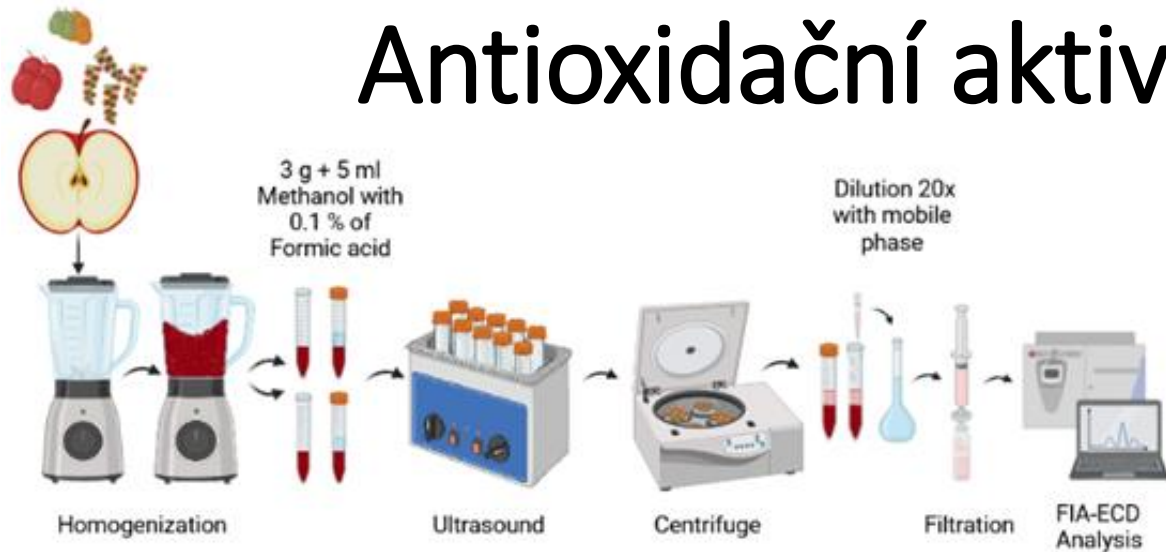 Antioxidační aktiv
3 g + 5 ml
Methanol with
0.1 % of
Formic acid
Dilution 20x
with mobile
phase
Homogenization
Ultrasound
Centrifuge
Filtration
FIA-ECD
Analysis